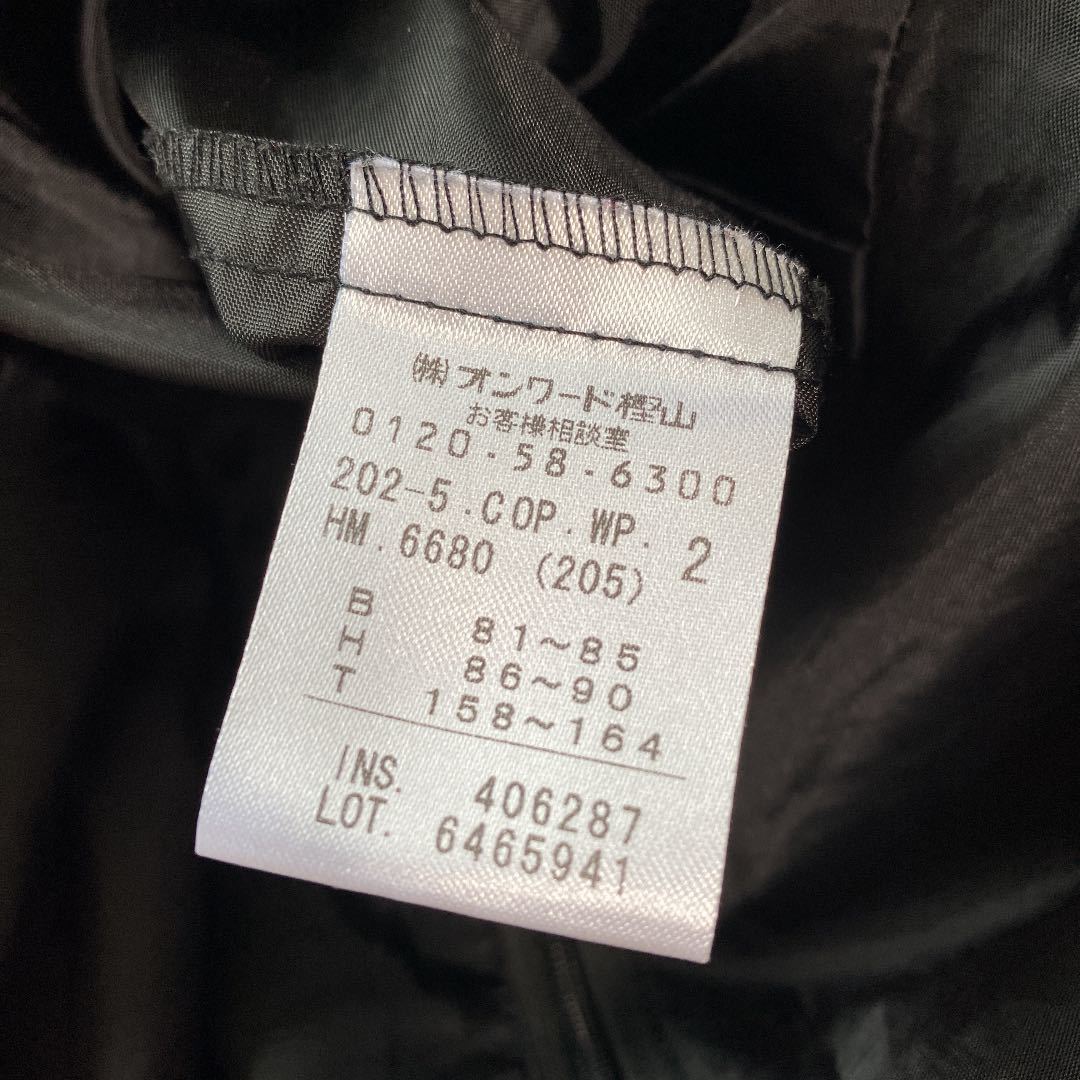 (株)オンワード樫山
お客様相談室
0120-58-6300
202-5.COP.WP. 2
HM.6680 (205)
B 81~85
H 86~90
T 158~164
INS. 406287
LOT. 6465941